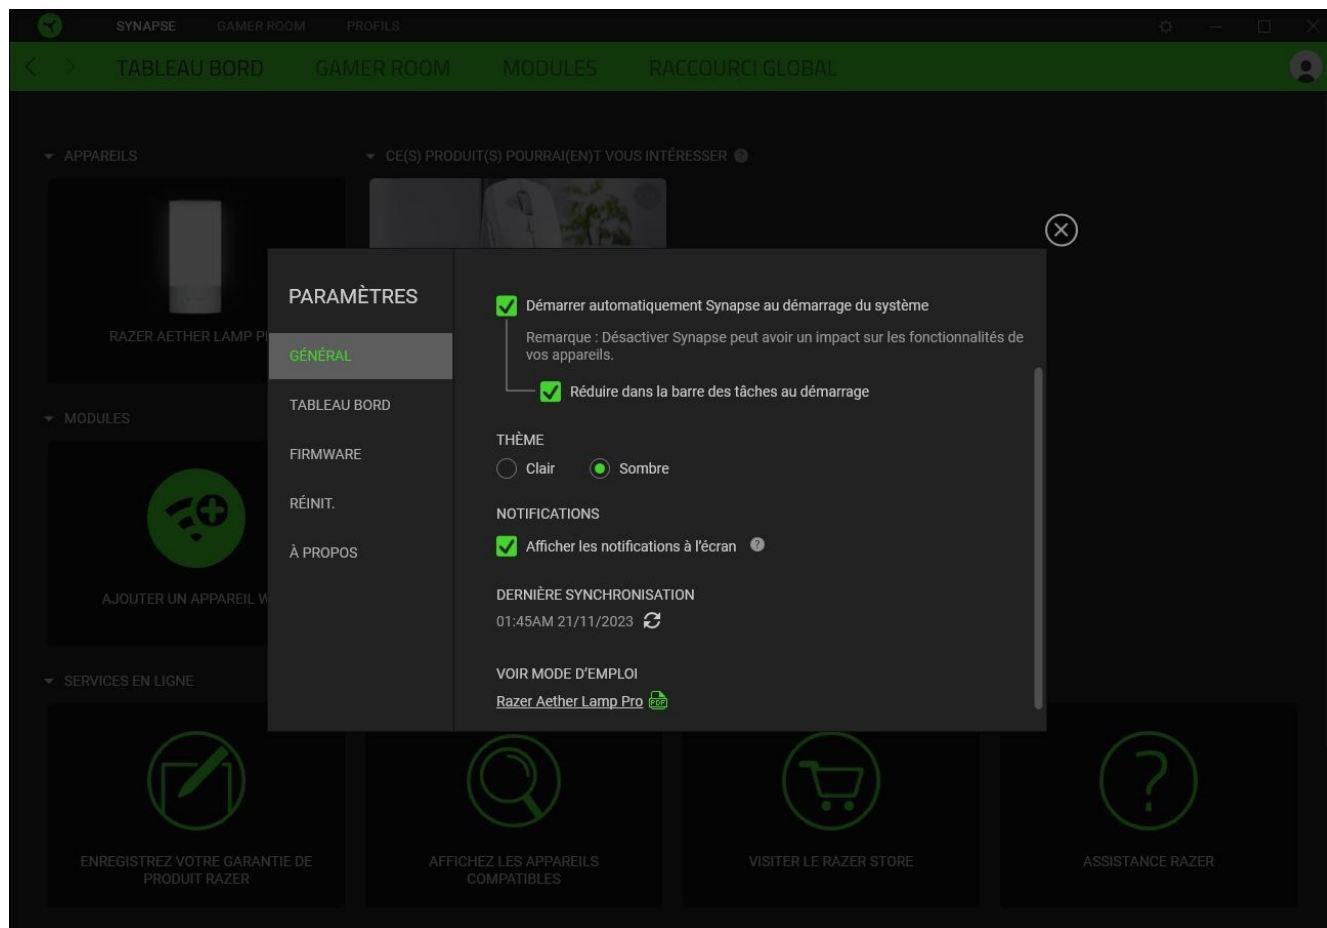 SYNAPSE GAMER ROOM PROFILS
TABLEAU BORD GAMER ROOM MODULES RACCOURCI GLOBAL
APPAREILS
CE(S) PRODUIT(S) POURRAI(EN)T VOUS INTÉRESSER ?
RAZER AETHER LAMP
MODULES
AJOUTER UN APPAREIL
SERVICES EN LIGNE
PARAMÈTRES
GÉNÉRAL
TABLEAU BORD
FIRMWARE
RÉINIT.
À PROPOS
Démarrer automatiquement Synapse au démarrage du système
Remarque : Désactiver Synapse peut avoir un impact sur les fonctionnalités de
vos appareils.
Réduire dans la barre des tâches au démarrage
THÈME
Clair Sombre
NOTIFICATIONS
Afficher les notifications à l'écran ?
DERNIÈRE SYNCHRONISATION
01:45AM 21/11/2023
VOIR MODE D'EMPLOI
Razer Aether Lamp Pro PDF
ENREGISTREZ VOTRE GARANTIE DE
PRODUIT RAZER
AFFICHEZ LES APPAREILS
COMPATIBLES
VISITER LE RAZER STORE
ASSISTANCE RAZER